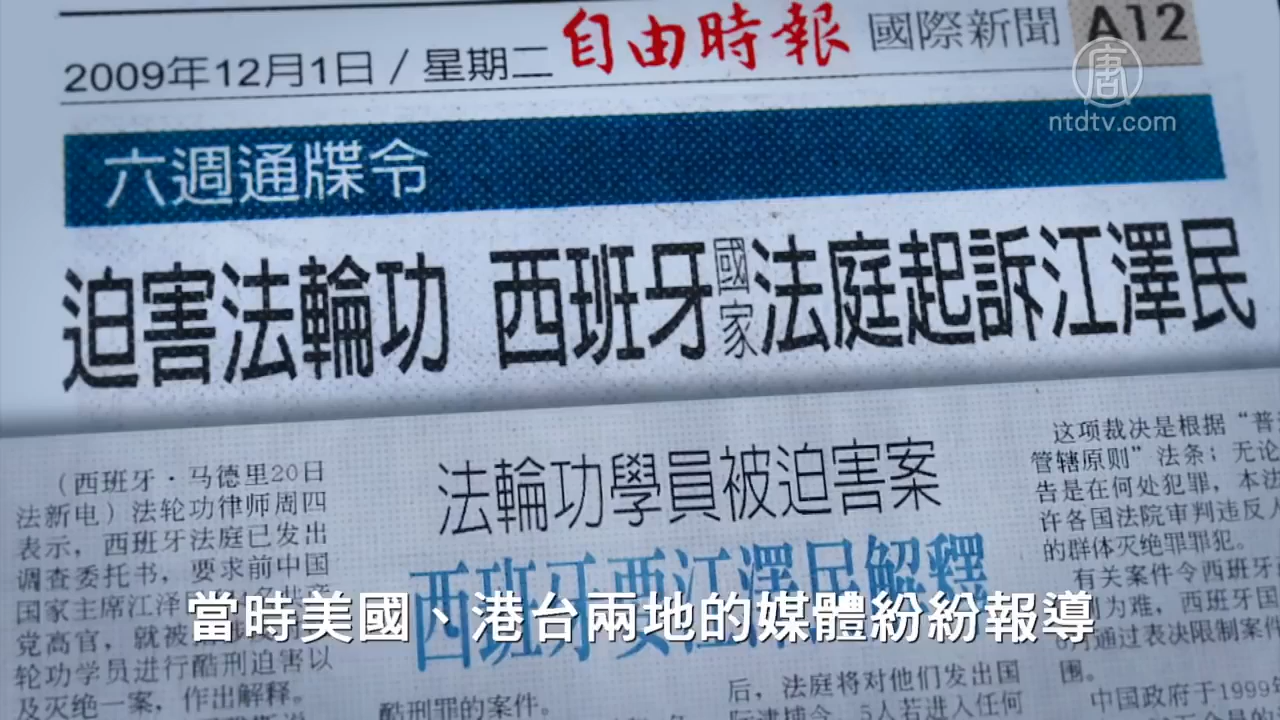 2009年12月1日 / 星期二
自由時報
國際新聞
A12
唐
ntdtv.com
六週通牒令
迫害法輪功 西班牙國家法庭起訴江澤民
(西班牙·马德里20日
法新电）法轮功律师周四
表示，西班牙法庭已发出
调查委托书，要求前中国
国家主席江泽
党高官，就被
轮功学员进行酷刑迫害以
及灭绝一案，作出解释。
法輪功學員被迫害案
西班牙要江澤民解釋
酷刑罪的案件。
这项裁决是根据“普
管辖原则”法条；无论
告是在何处犯罪，本法
许各国法院审判违反人
的群体灭绝罪罪犯。
有关案件令西班牙
为难，西班牙国
通过表决限制案件
围。
中国政府于1999年
后，法庭将对他们发出国
际逮捕令，5人若进入任何
當時美國、港台兩地的媒體紛紛報導